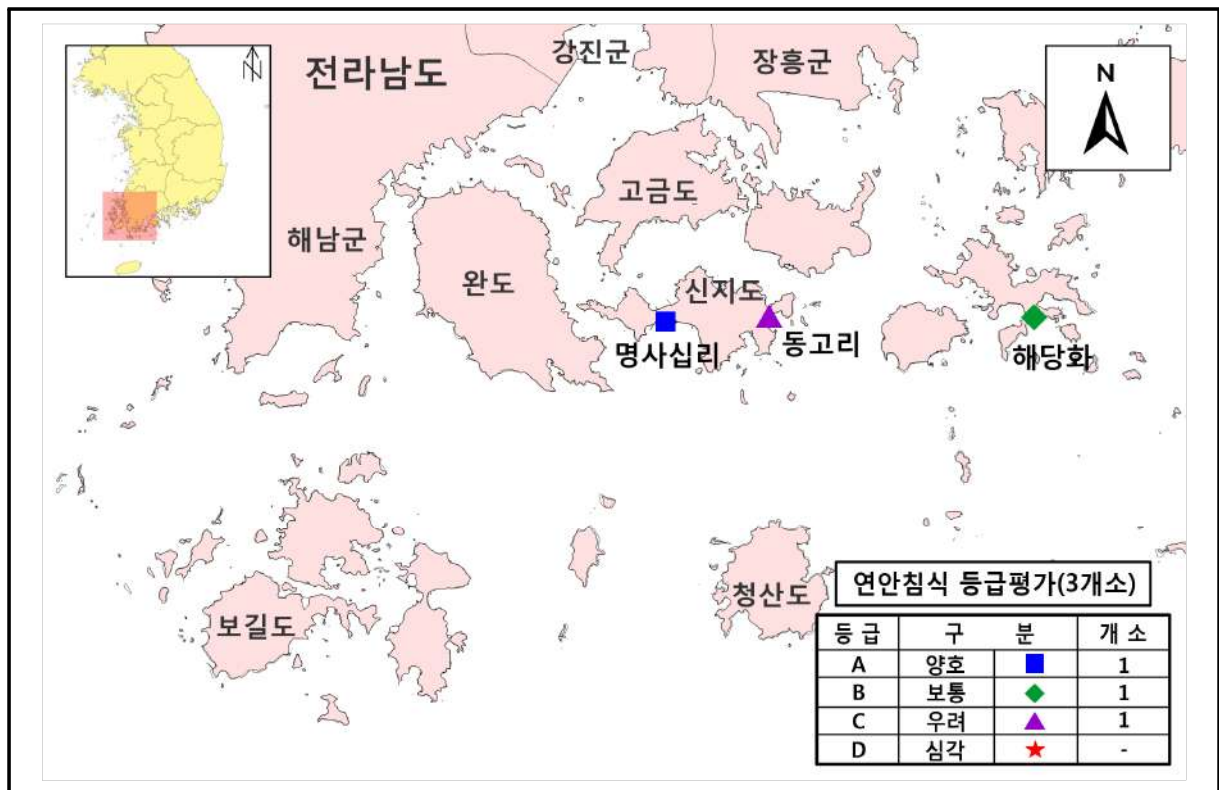 강진군
장흥군
전라남도
N
고금도
해남군
완도
신지도
명사십리
동고리
해당화
청산도
보길도
연안침식 등급평가(3개소)
등 급 구 분 개 소
A 양호 1
B 보통 1
C 우려 1
D 심각 -